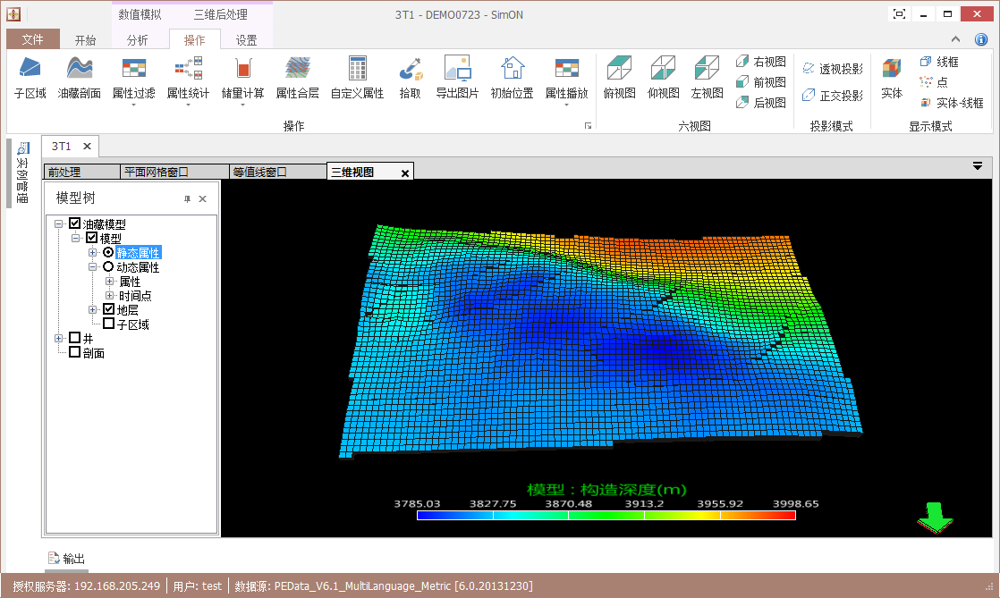 数值模拟 三维后处理 3T1 - DEMO0723 - SimON
文件 开始 分析 操作 设置
子区域 油藏剖面 属性过滤 属性统计 储量计算 属性合层 自定义属性 拾取 导出图片 初始位置 属性播放
操作
俯视图 仰视图 左视图
右视图
前视图
后视图
六视图
透视投影
正交投影
投影模式
实体
线框
点
实体-线框
显示模式
实例管理
3T1
前处理 平面网格窗口 等值线窗口 三维视图
模型树
油藏模型
模型
静态属性
动态属性
属性
时间点
地层
子区域
井
剖面
模型：构造深度(m)
3785.03 3827.75 3870.48 3913.2 3955.92 3998.65
输出
授权服务器: 192.168.205.249 用户: test 数据源: PEData_V6.1_MultiLanguage_Metric [6.0.20131230]